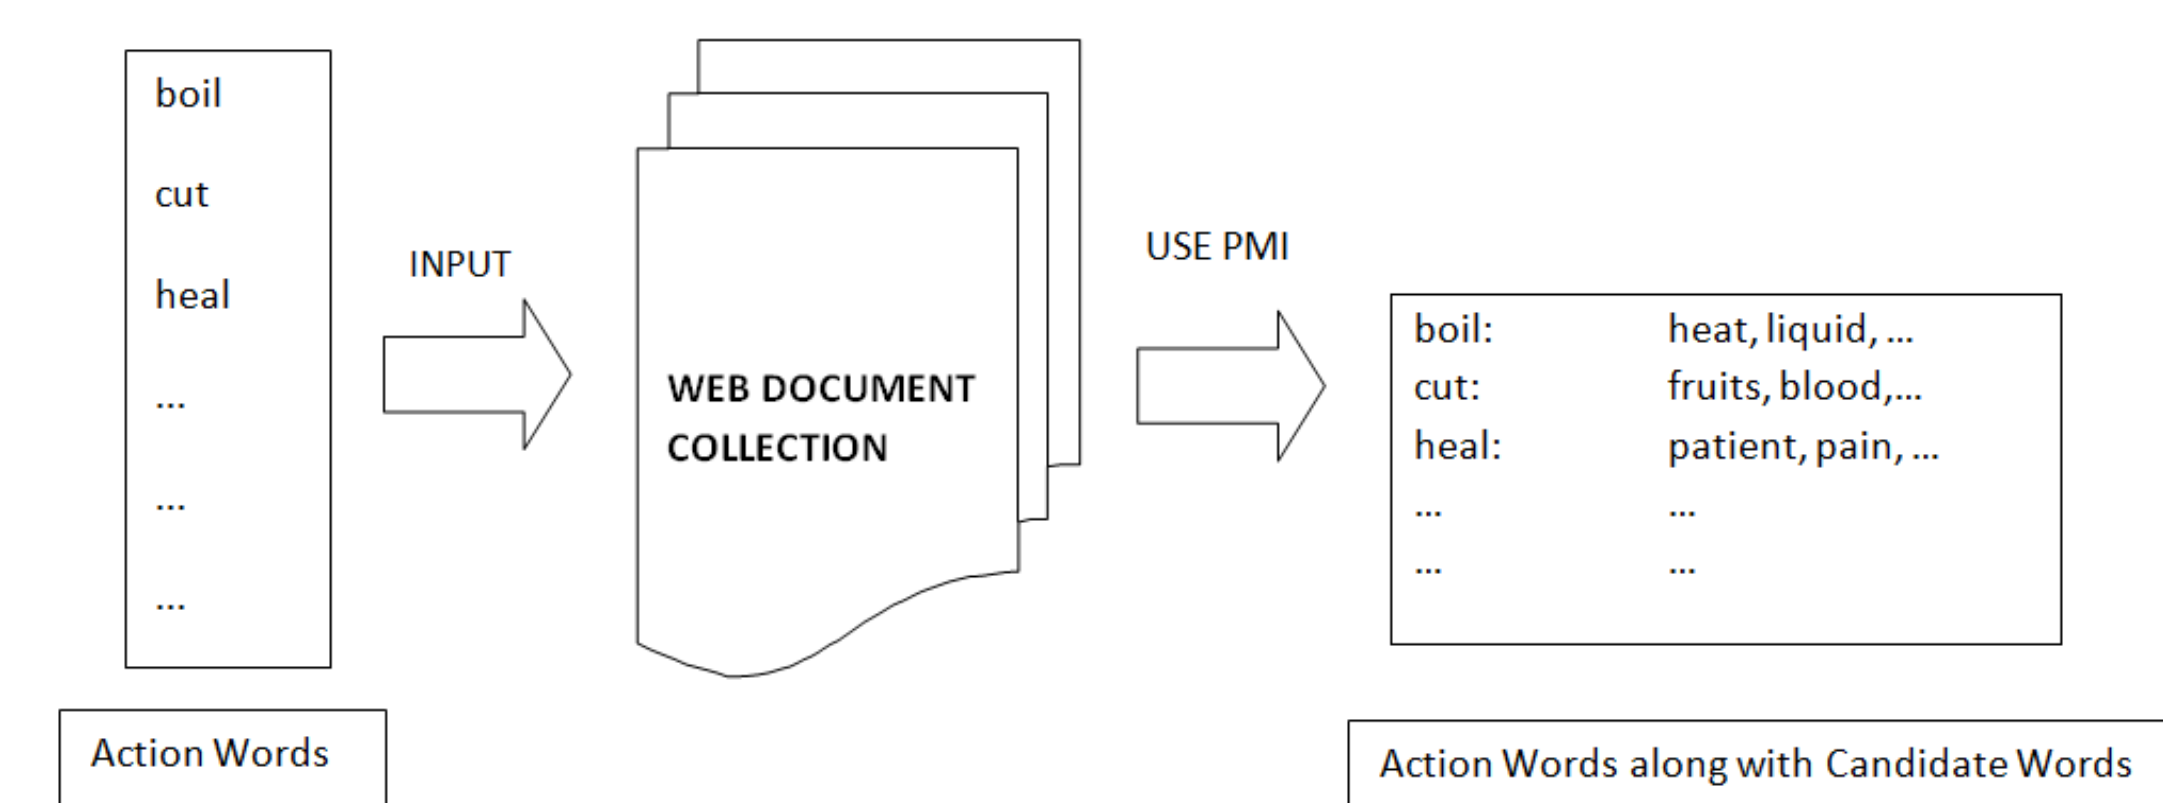 boil
cut
heal
...
...
...
Action Words
INPUT
WEB DOCUMENT
COLLECTION
USE PMI
boil: heat, liquid, ...
cut: fruits, blood,...
heal: patient, pain, ...
... ...
... ...
Action Words along with Candidate Words